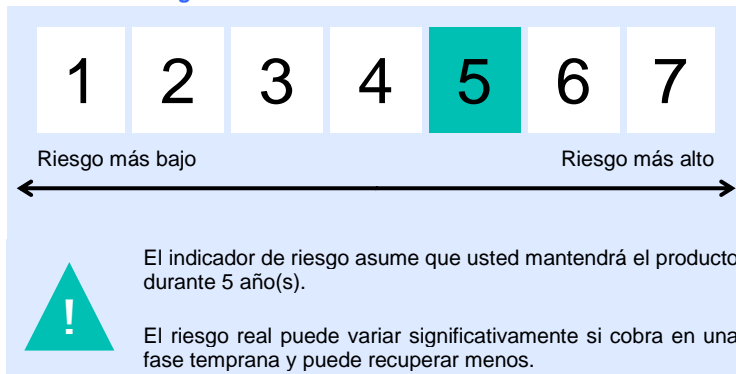 1 2 3 4 5 6 7
Riesgo más bajo Riesgo más alto
El indicador de riesgo asume que usted mantendrá el producto
durante 5 año(s).
!
El riesgo real puede variar significativamente si cobra en una
fase temprana y puede recuperar menos.